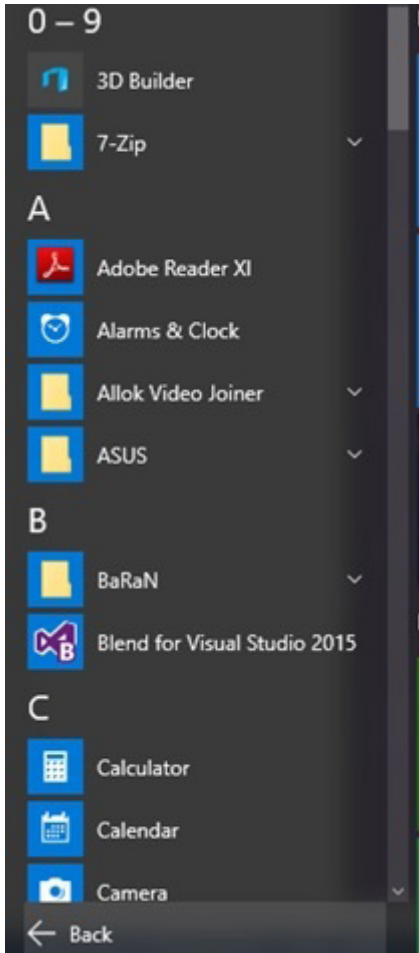 0 – 9
3D Builder
7-Zip
A
Adobe Reader XI
Alarms & Clock
Allok Video Joiner
ASUS
B
BaRaN
Blend for Visual Studio 2015
C
Calculator
Calendar
Camera
Back